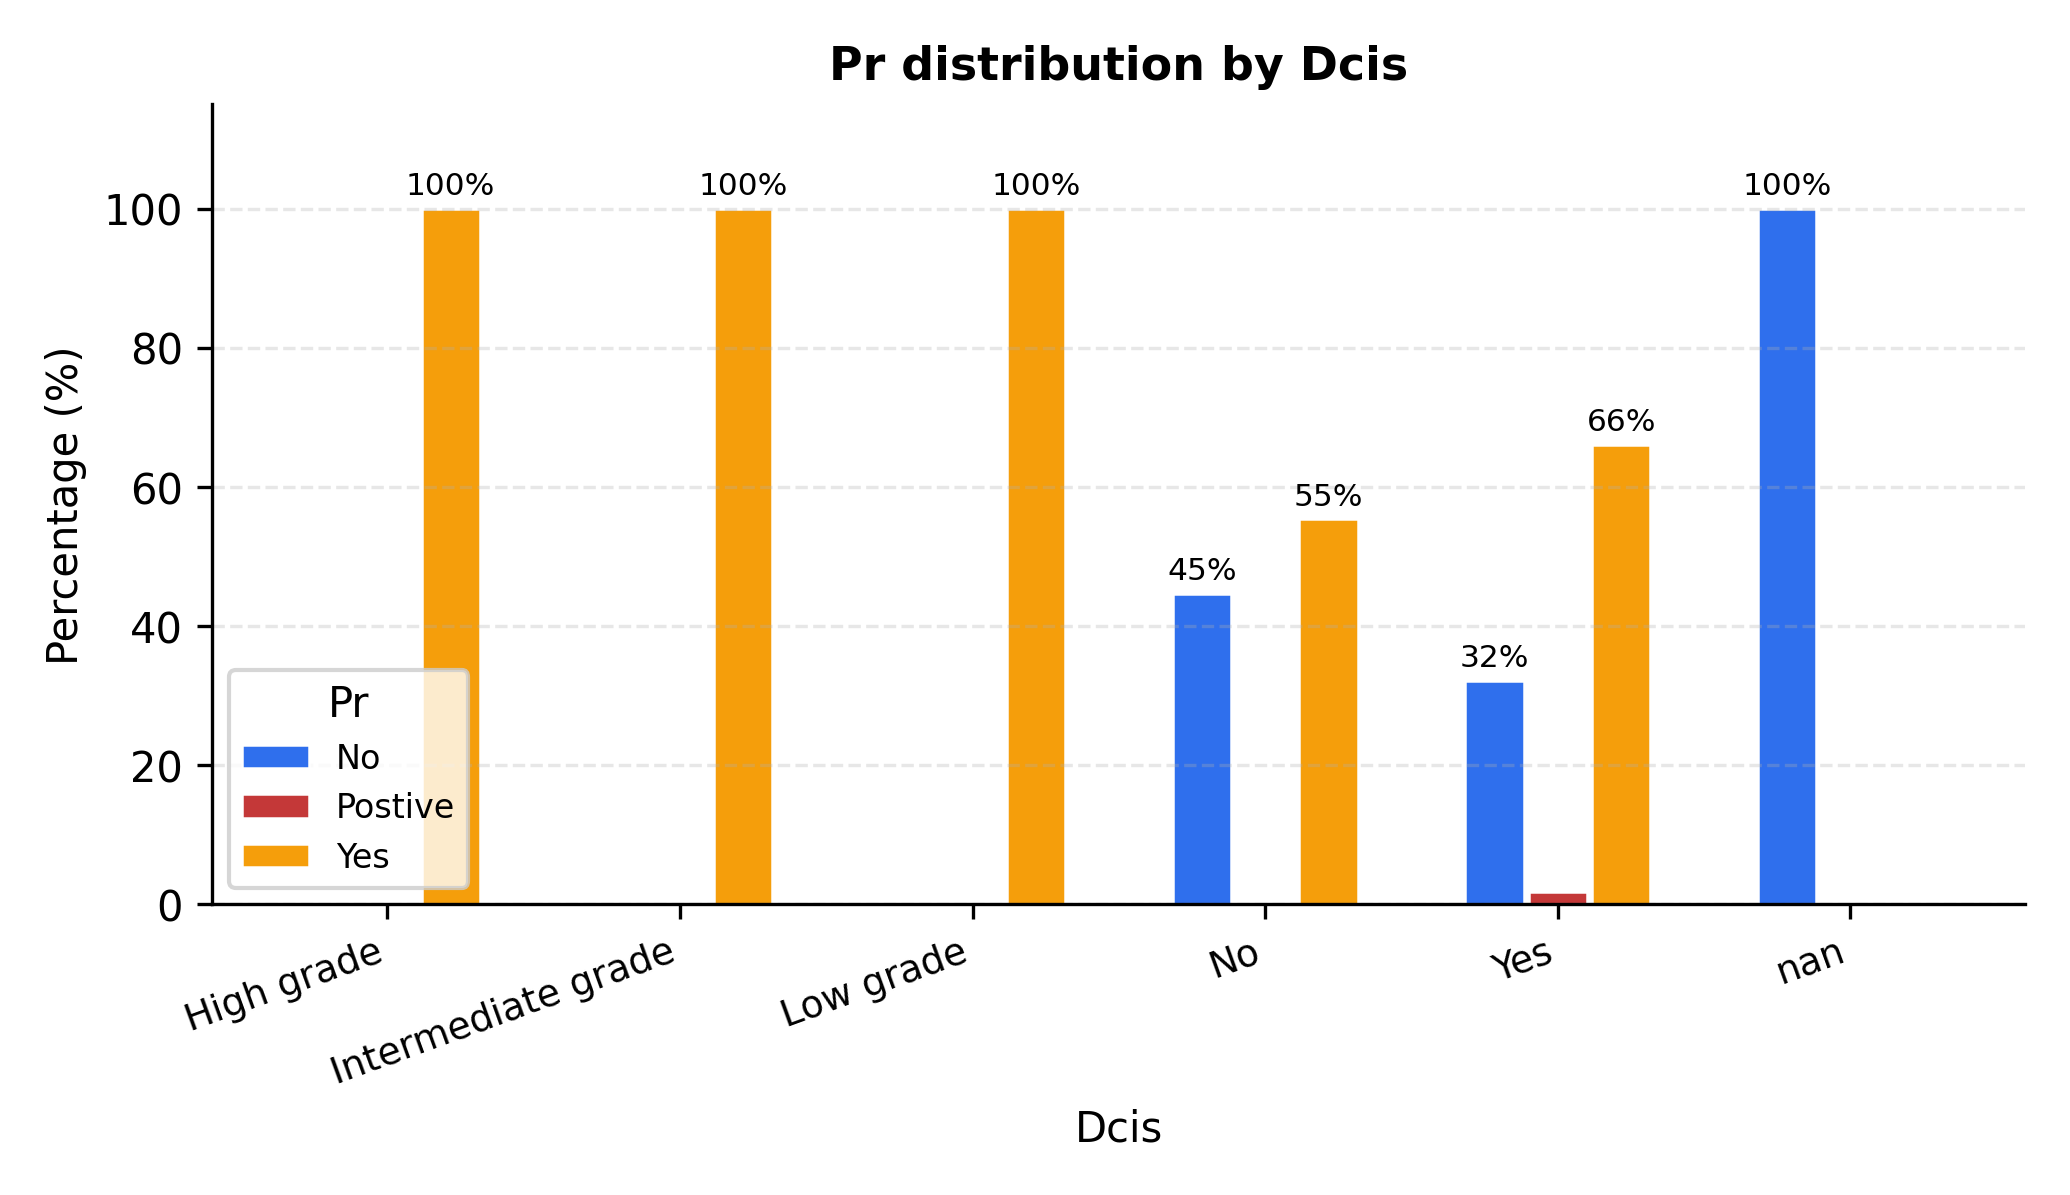 Pr distribution by Dcis
100% 100% 100% 100%
66%
55%
45%
32%
Percentage (%)
100
80
60
40
20
0
Pr
No
Postive
Yes
High grade
Intermediate grade
Low grade
No
Yes
nan
Dcis